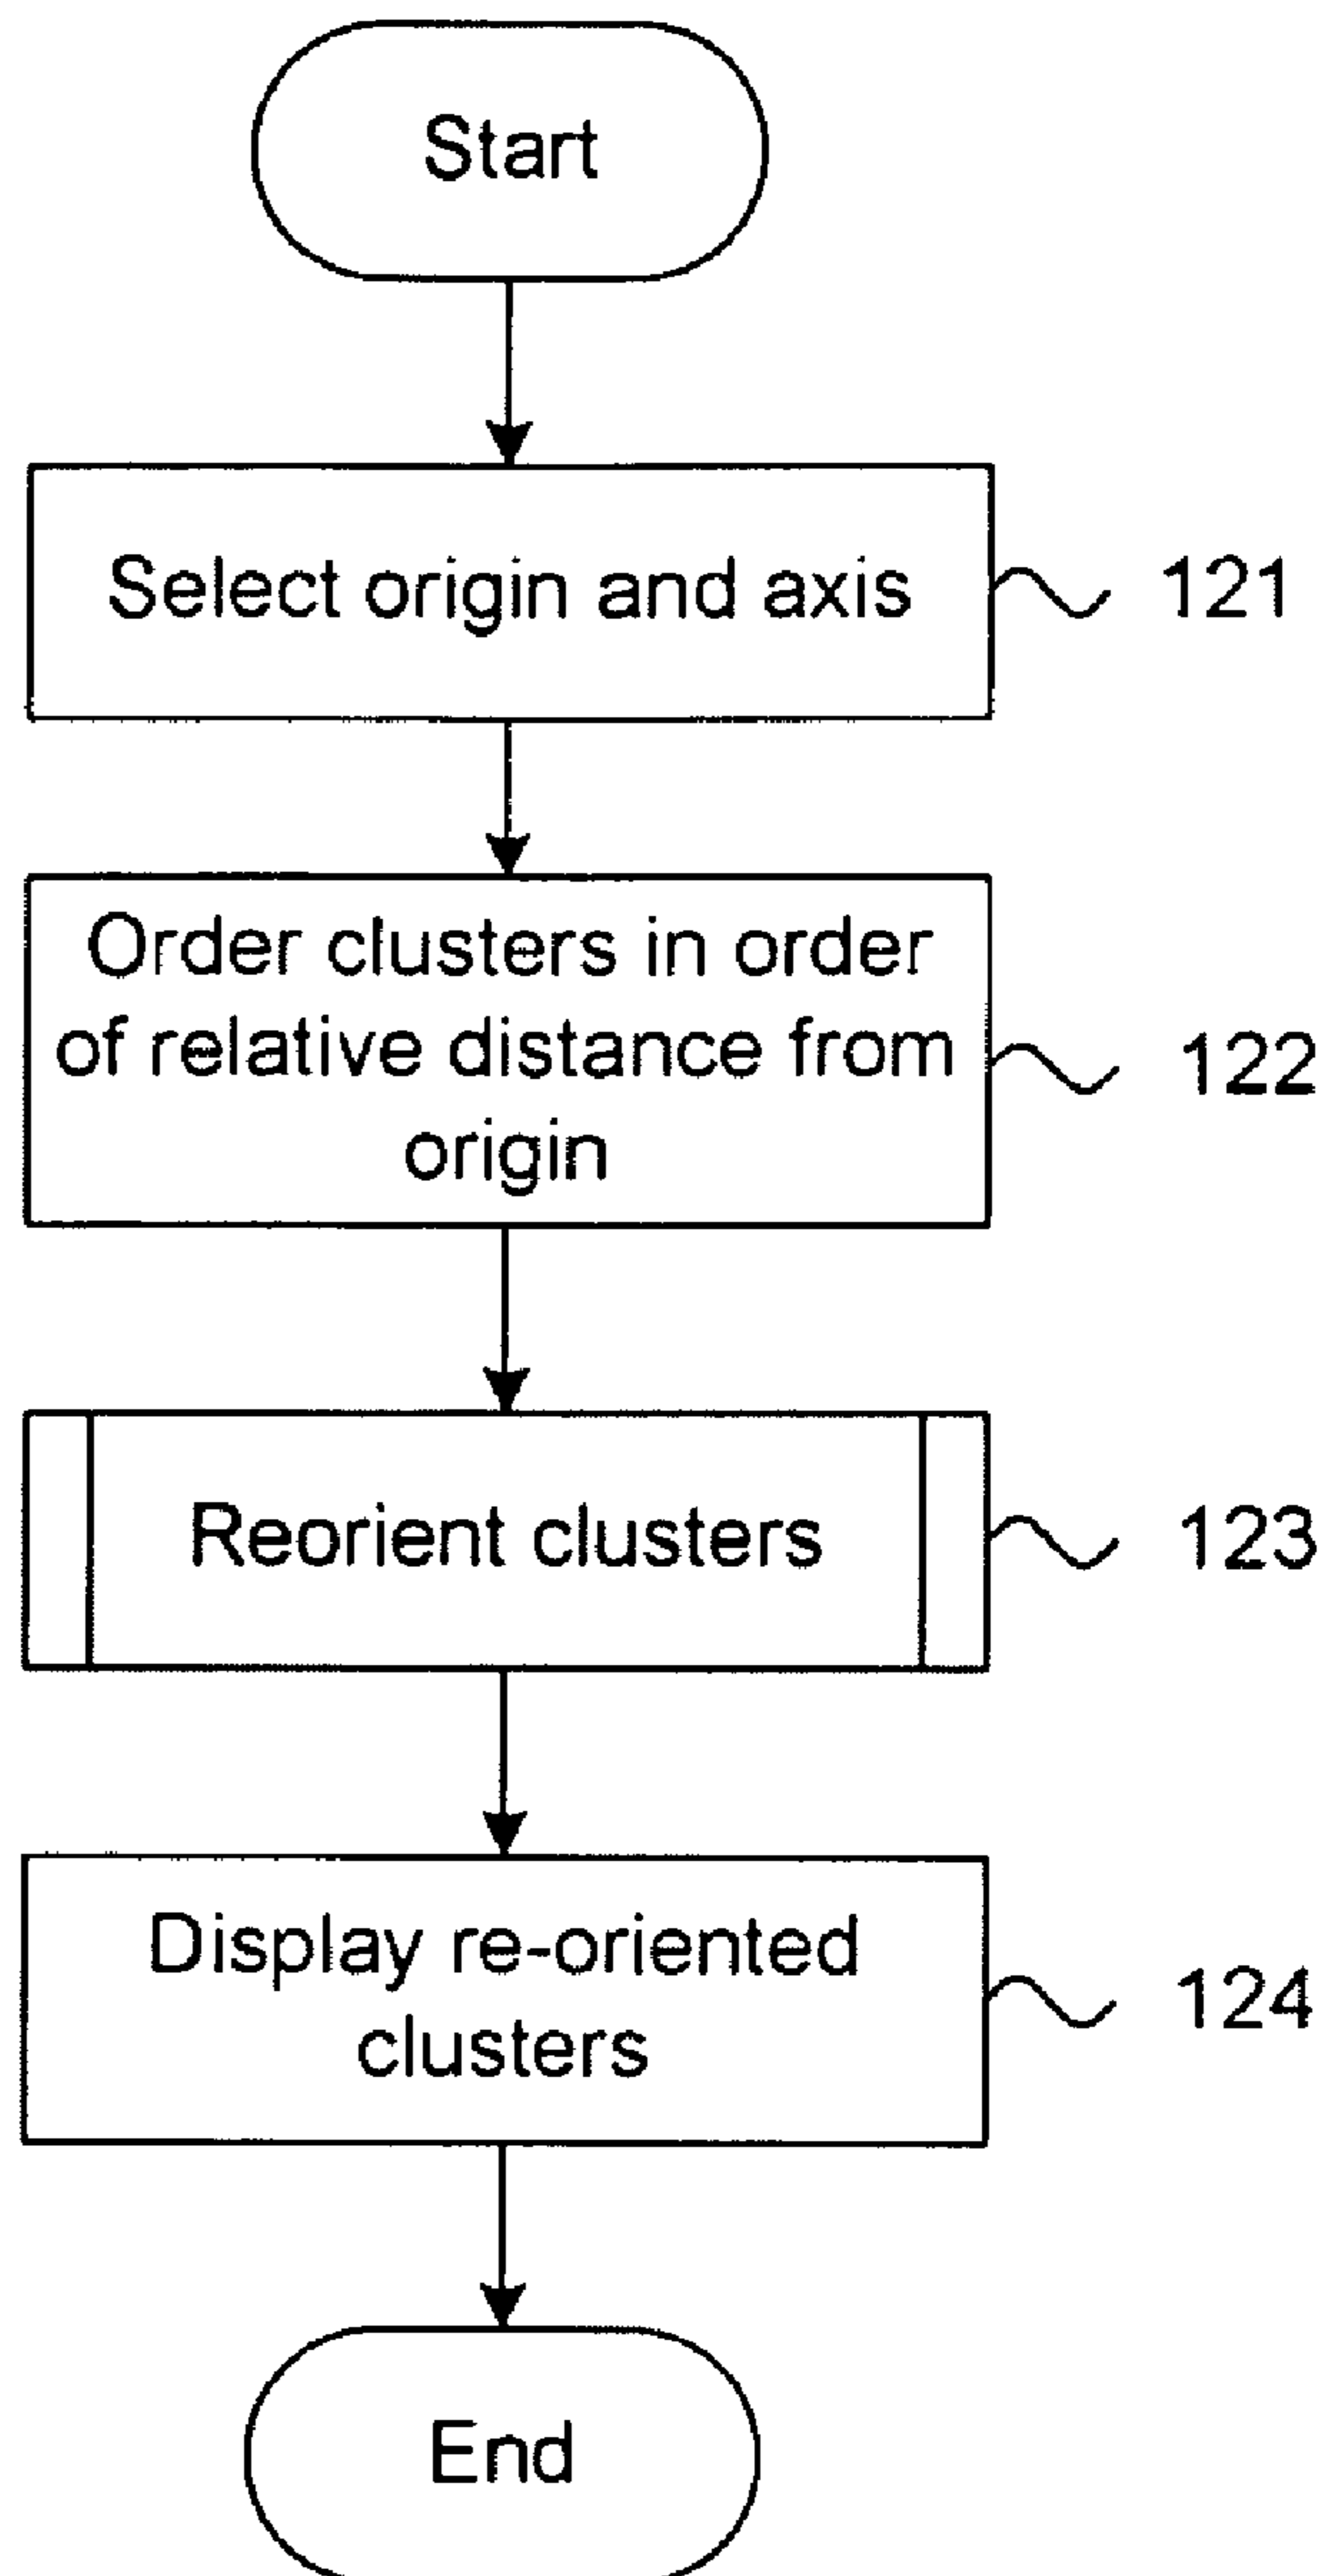 Start
Select origin and axis
121
Order clusters in order
of relative distance from
origin
122
Reorient clusters
123
Display re-oriented
clusters
124
End